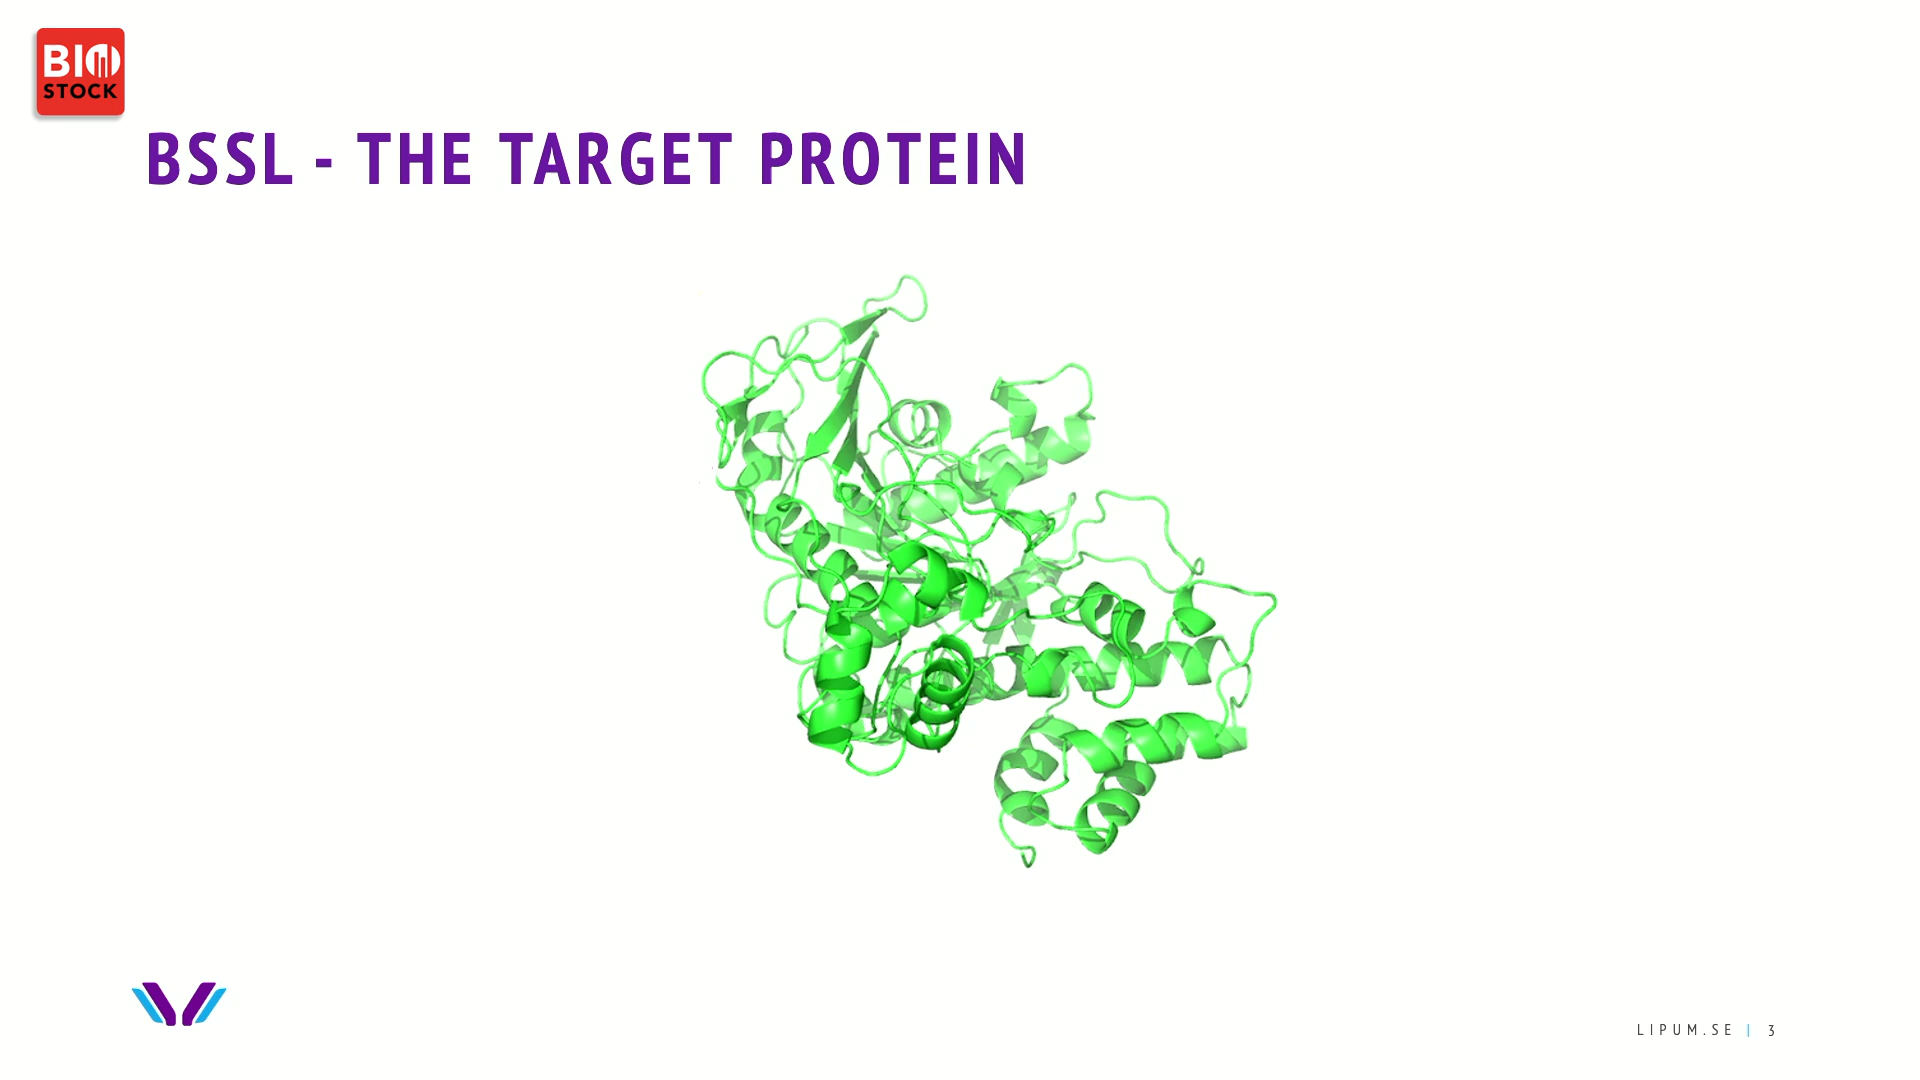 BIO
STOCK
BSSL - THE TARGET PROTEIN
LIPUM.SE | 3